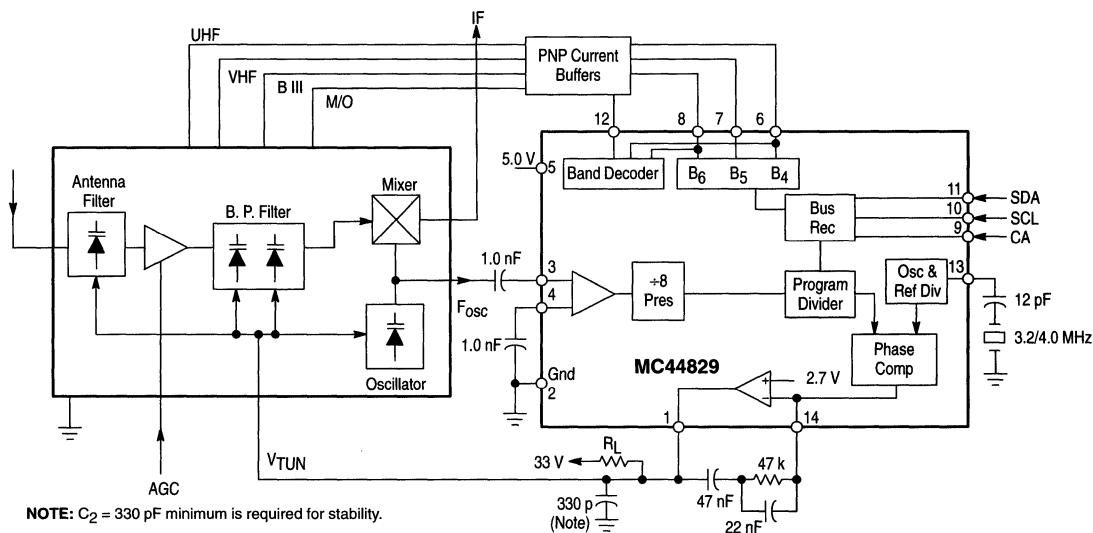 IF
UHF
VHF
B III
M/O
PNP Current
Buffers
12
8
7
6
5.0 V
5
Band Decoder
B6
B5
B4
Bus
Rec
11
SDA
10
SCL
9
CA
Antenna
Filter
B. P. Filter
Mixer
Oscillator
Fosc
1.0 nF
3
4
1.0 nF
÷8
Pres
Program
Divider
Osc &
Ref Div
13
12 pF
3.2/4.0 MHz
Phase
Comp
MC44829
Gnd
2
+
−
2.7 V
1
14
AGC
VTUN
33 V
RL
330 p
(Note)
47 nF
47 k
22 nF
NOTE: C2 = 330 pF minimum is required for stability.